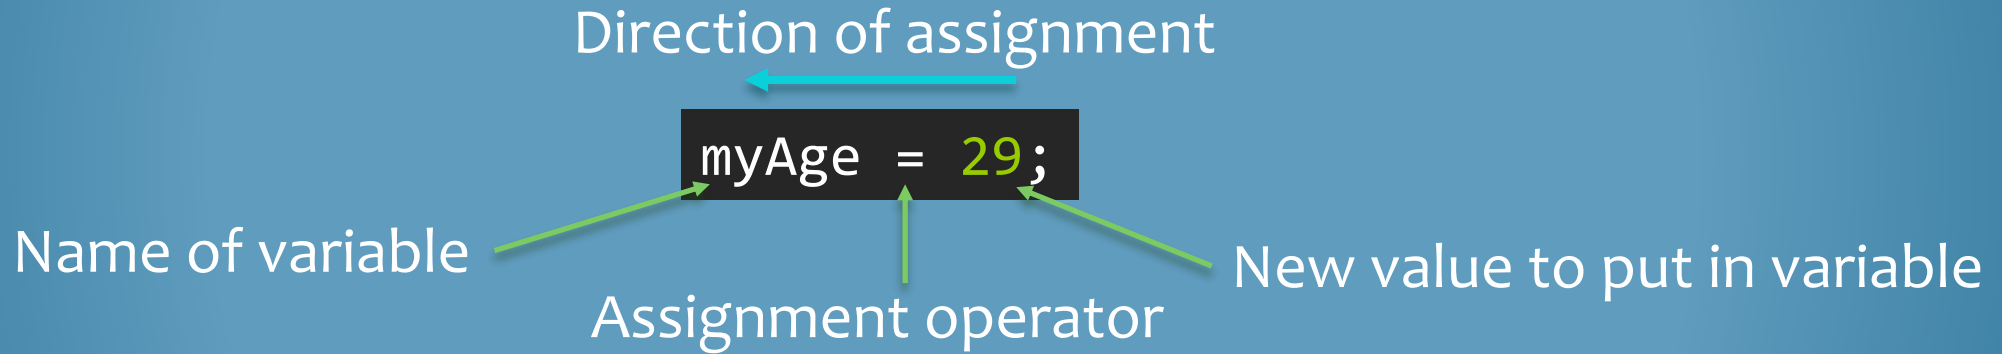 Direction of assignment
myAge = 29;
Name of variable
New value to put in variable
Assignment operator